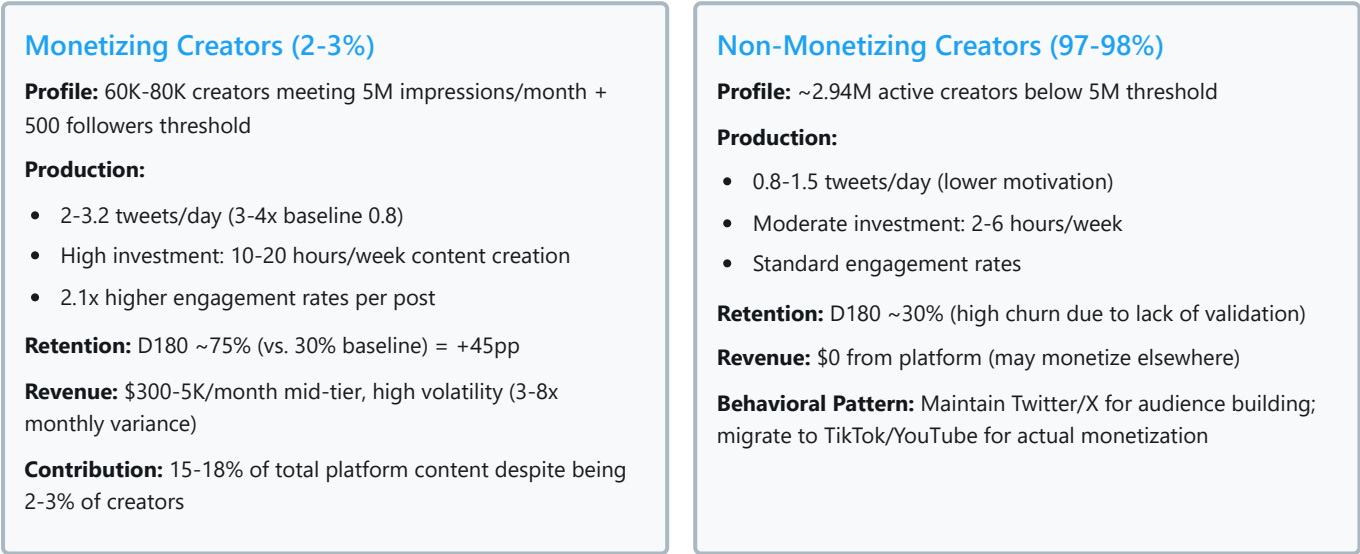 Monetizing Creators (2-3%)
Profile: 60K-80K creators meeting 5M impressions/month +
500 followers threshold
Production:
• 2-3.2 tweets/day (3-4x baseline 0.8)
• High investment: 10-20 hours/week content creation
• 2.1x higher engagement rates per post
Retention: D180 ~75% (vs. 30% baseline) = +45pp
Revenue: $300-5K/month mid-tier, high volatility (3-8x
monthly variance)
Contribution: 15-18% of total platform content despite being
2-3% of creators
Non-Monetizing Creators (97-98%)
Profile: ~2.94M active creators below 5M threshold
Production:
• 0.8-1.5 tweets/day (lower motivation)
• Moderate investment: 2-6 hours/week
• Standard engagement rates
Retention: D180 ~30% (high churn due to lack of validation)
Revenue: $0 from platform (may monetize elsewhere)
Behavioral Pattern: Maintain Twitter/X for audience building;
migrate to TikTok/YouTube for actual monetization